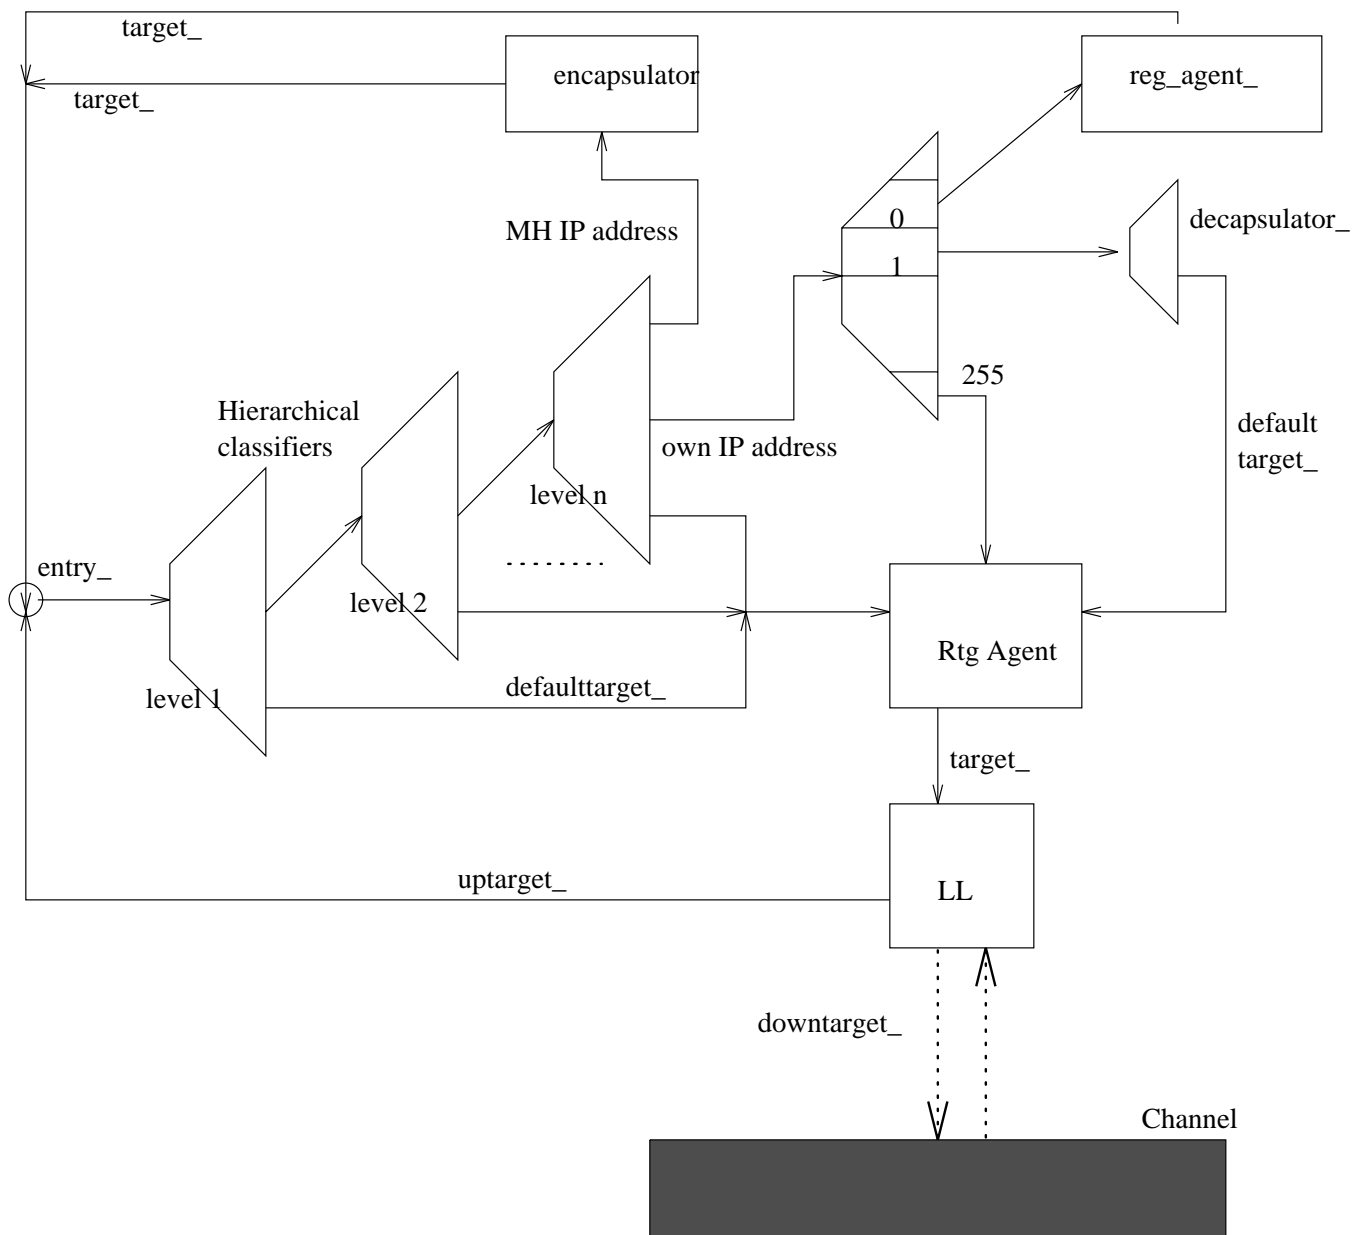 target_
encapsulator
reg_agent_
target_
MH IP address
0
decapsulator_
1
255
Hierarchical
classifiers
own IP address
default
target_
level n
entry_
level 2
Rtg Agent
defaulttarget_
level 1
target_
uptarget_
LL
downtarget_
Channel